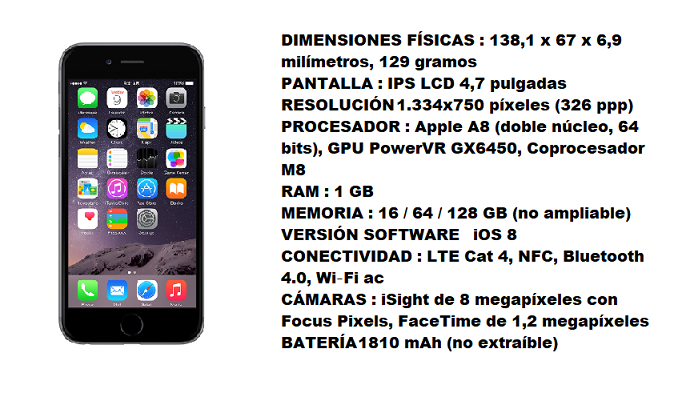 DIMENSIONES FÍSICAS : 138,1 x 67 x 6,9
milímetros, 129 gramos
PANTALLA : IPS LCD 4,7 pulgadas
RESOLUCIÓN1.334x750 píxeles (326 ppp)
PROCESADOR : Apple A8 (doble núcleo, 64
bits), GPU PowerVR GX6450, Coprocesador
M8
RAM : 1 GB
MEMORIA : 16 / 64 / 128 GB (no ampliable)
VERSIÓN SOFTWARE   iOS 8
CONECTIVIDAD : LTE Cat 4, NFC, Bluetooth
4.0, Wi-Fi ac
CÁMARAS : iSight de 8 megapíxeles con
Focus Pixels, FaceTime de 1,2 megapíxeles
BATERÍA1810 mAh (no extraíble)